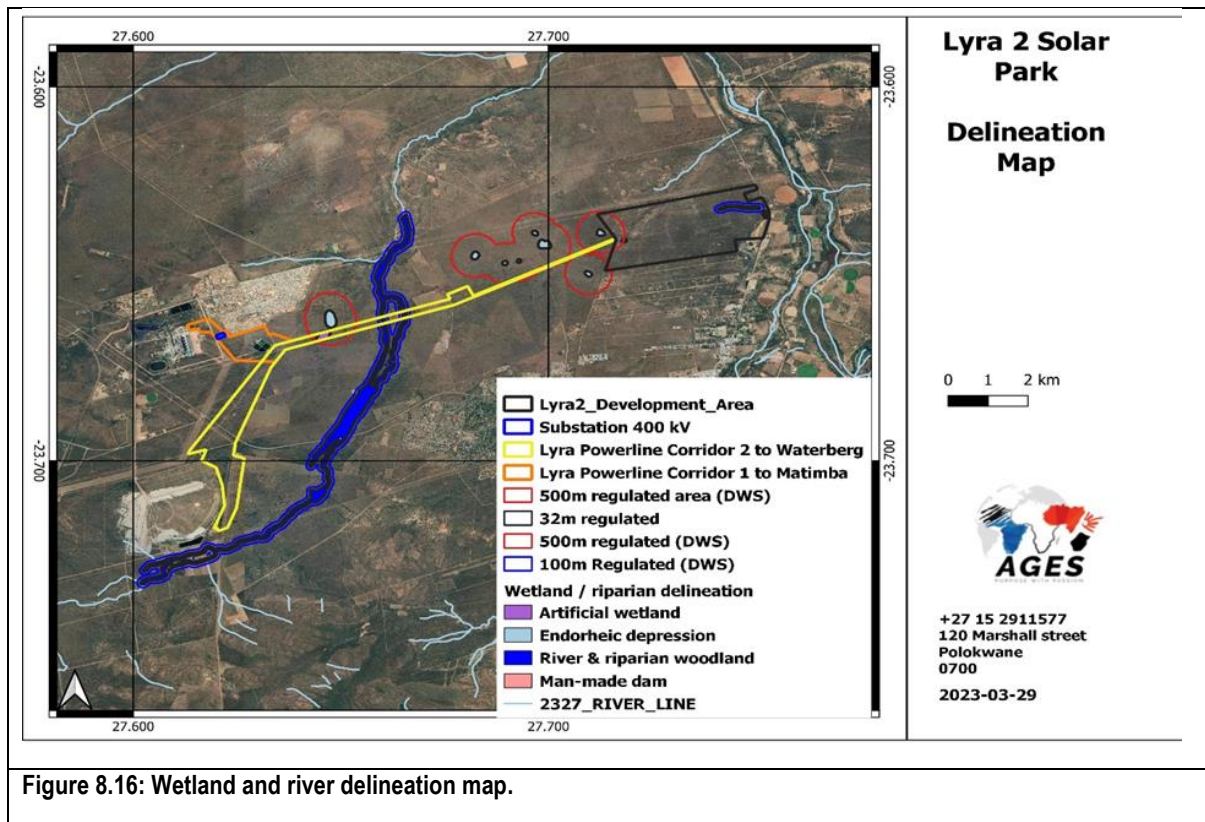 27.600
27.700
-23.600
-23.600
-23.700
-23.700
27.600
27.700
Lyra2_Development_Area
Substation 400 kV
Lyra Powerline Corridor 2 to Waterberg
Lyra Powerline Corridor 1 to Matimba
500m regulated area (DWS)
32m regulated
500m regulated (DWS)
100m Regulated (DWS)
Wetland / riparian delineation
Artificial wetland
Endorheic depression
River & riparian woodland
Man-made dam
2327_RIVER_LINE
Lyra 2 Solar
Park
Delineation
Map
0 1 2 km
AGES
PURPOSE WITH PASSION
+27 15 2911577
120 Marshall street
Polokwane
0700
2023-03-29
Figure 8.16: Wetland and river delineation map.